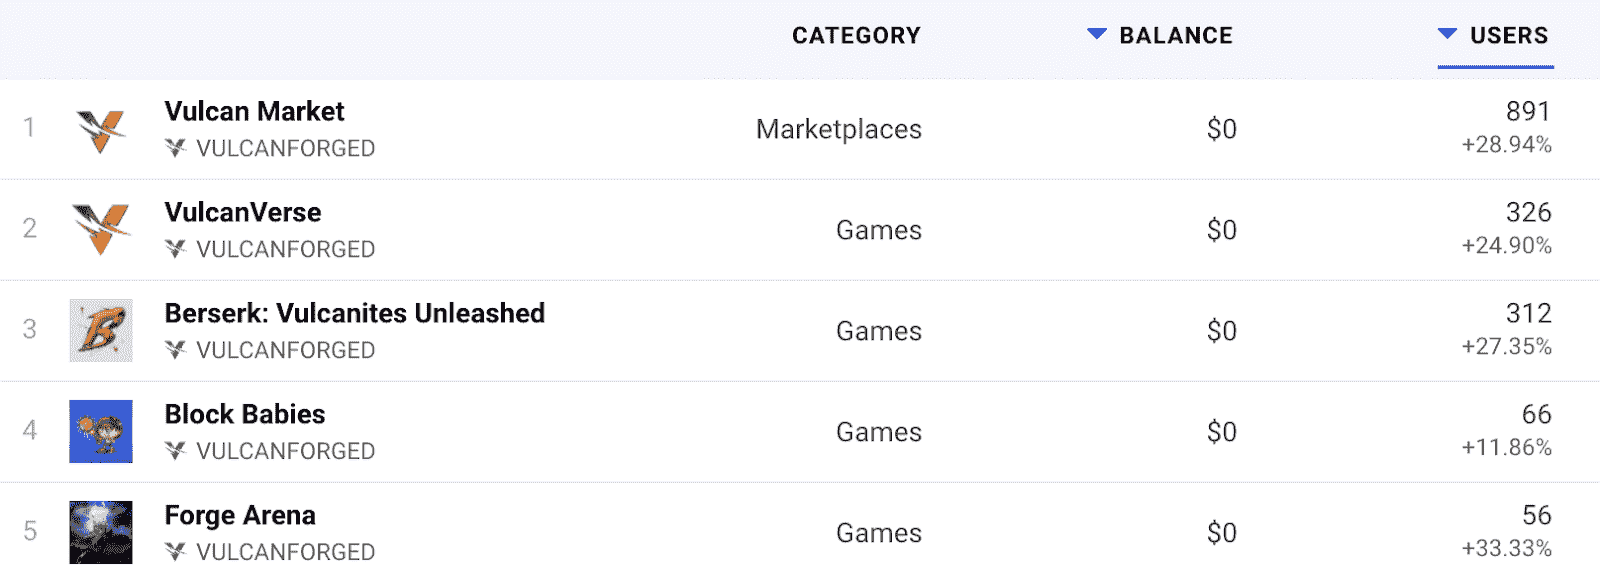 CATEGORY BALANCE USERS
1 Vulcan Market Marketplaces $0 891
VULCANFORGED +28.94%
2 VulcanVerse Games $0 326
VULCANFORGED +24.90%
3 Berserk: Vulcanites Unleashed Games $0 312
VULCANFORGED +27.35%
4 Block Babies Games $0 66
VULCANFORGED +11.86%
5 Forge Arena Games $0 56
VULCANFORGED +33.33%